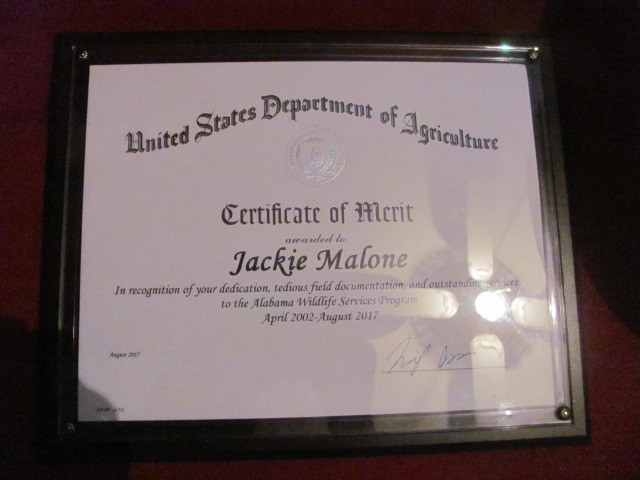 United States Department of Agriculture
Certificate of Merit
awarded to
Jackie Malone
In recognition of your dedication, tedious field documentation, and outstanding services
to the Alabama Wildlife Services Program
April 2002-August 2017
August 2017